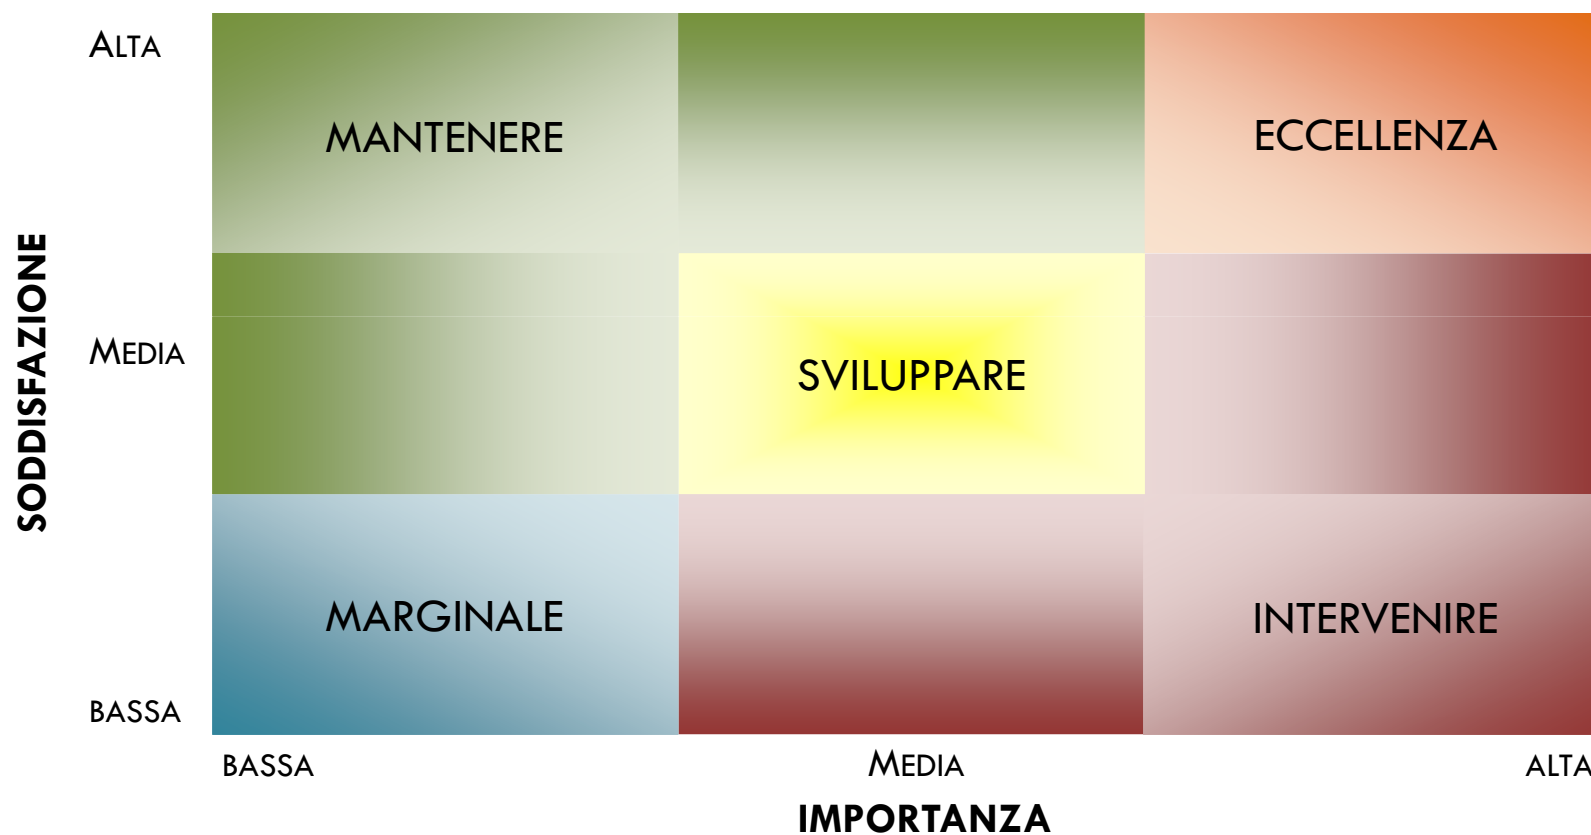 ALTA
MANTENERE
ECCELLENZA
SODDISFAZIONE
MEDIA
SVILUPPARE
MARGINALE
INTERVENIRE
BASSA
BASSA
MEDIA
ALTA
IMPORTANZA